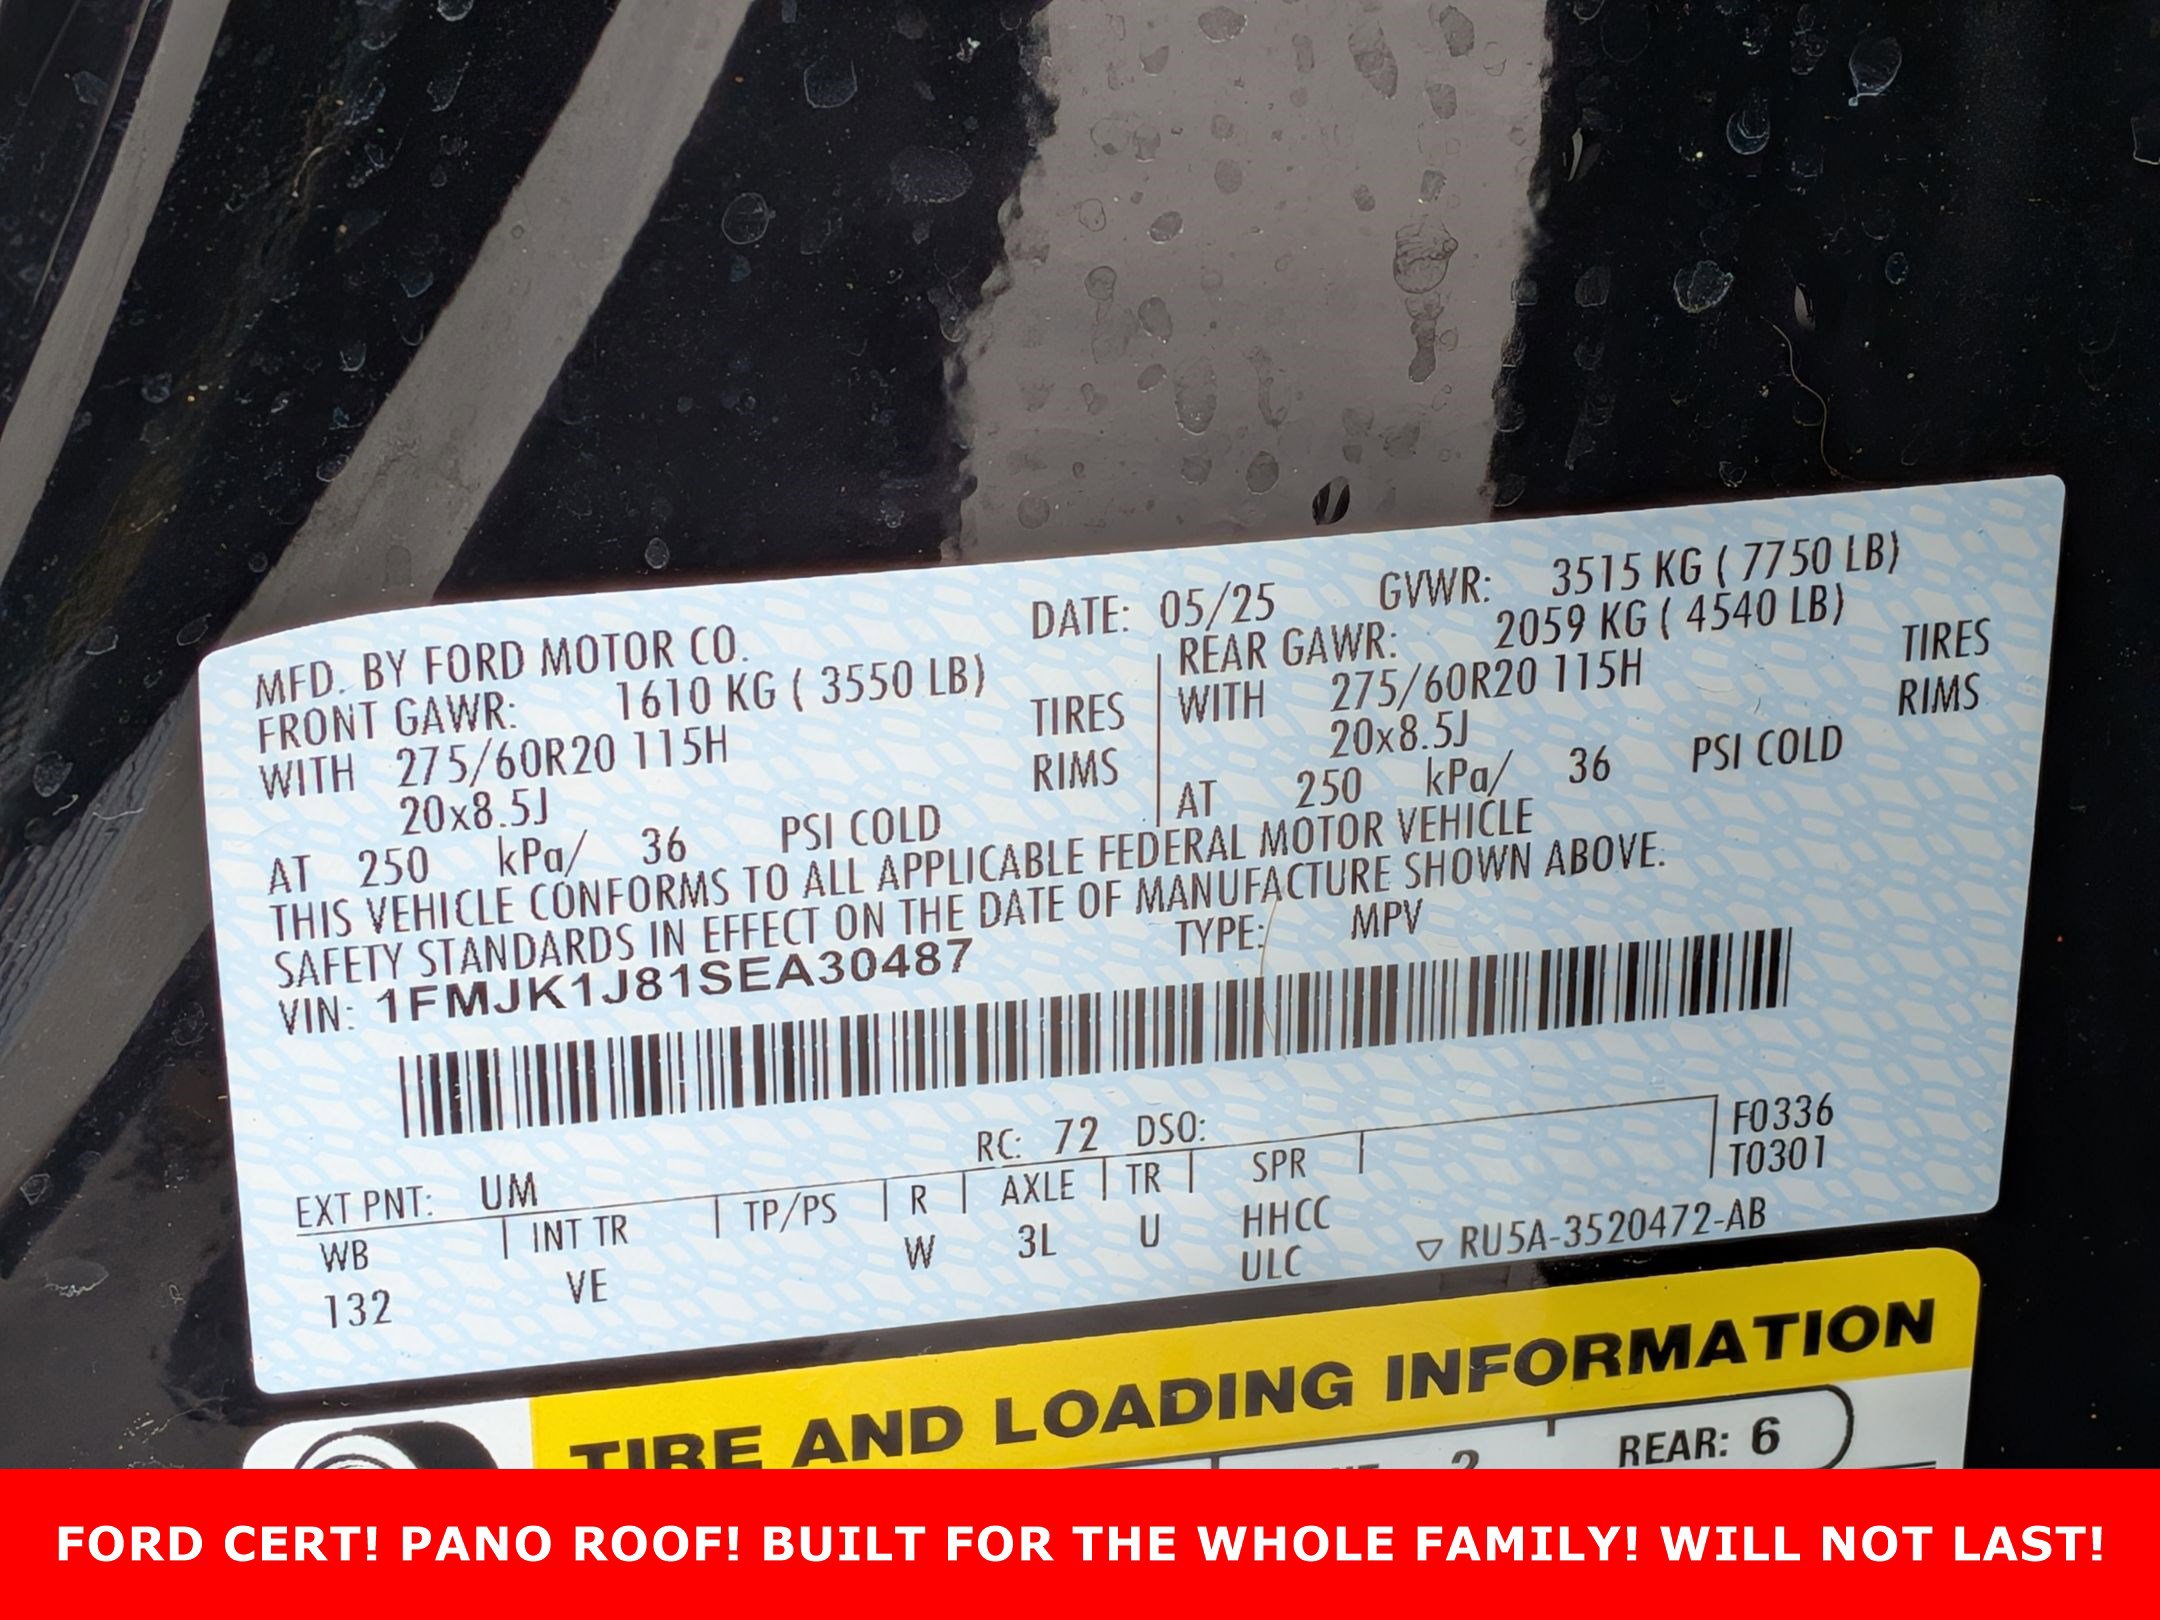 MFD. BY FORD MOTOR CO.
DATE: 05/25 GVWR: 3515 KG ( 7750 LB)
FRONT GAWR: 1610 KG ( 3550 LB)
WITH 275/60R20 115H TIRES
20x8.5J RIMS
AT 250 kPa/ 36 PSI COLD
REAR GAWR: 2059 KG ( 4540 LB)
WITH 275/60R20 115H TIRES
20x8.5J RIMS
AT 250 kPa/ 36 PSI COLD
THIS VEHICLE CONFORMS TO ALL APPLICABLE FEDERAL MOTOR VEHICLE
SAFETY STANDARDS IN EFFECT ON THE DATE OF MANUFACTURE SHOWN ABOVE.
VIN: 1FMJK1J81SEA30487 TYPE: MPV
EXT PNT: UM RC: 72 DSO:
F0336
T0301
WB INT TR TP/PS R AXLE TR SPR
132 VE W 3L U HHCC
ULC
RU5A-3520472-AB
TIRE AND LOADING INFORMATION
2 REAR: 6
FORD CERT! PANO ROOF! BUILT FOR THE WHOLE FAMILY! WILL NOT LAST!